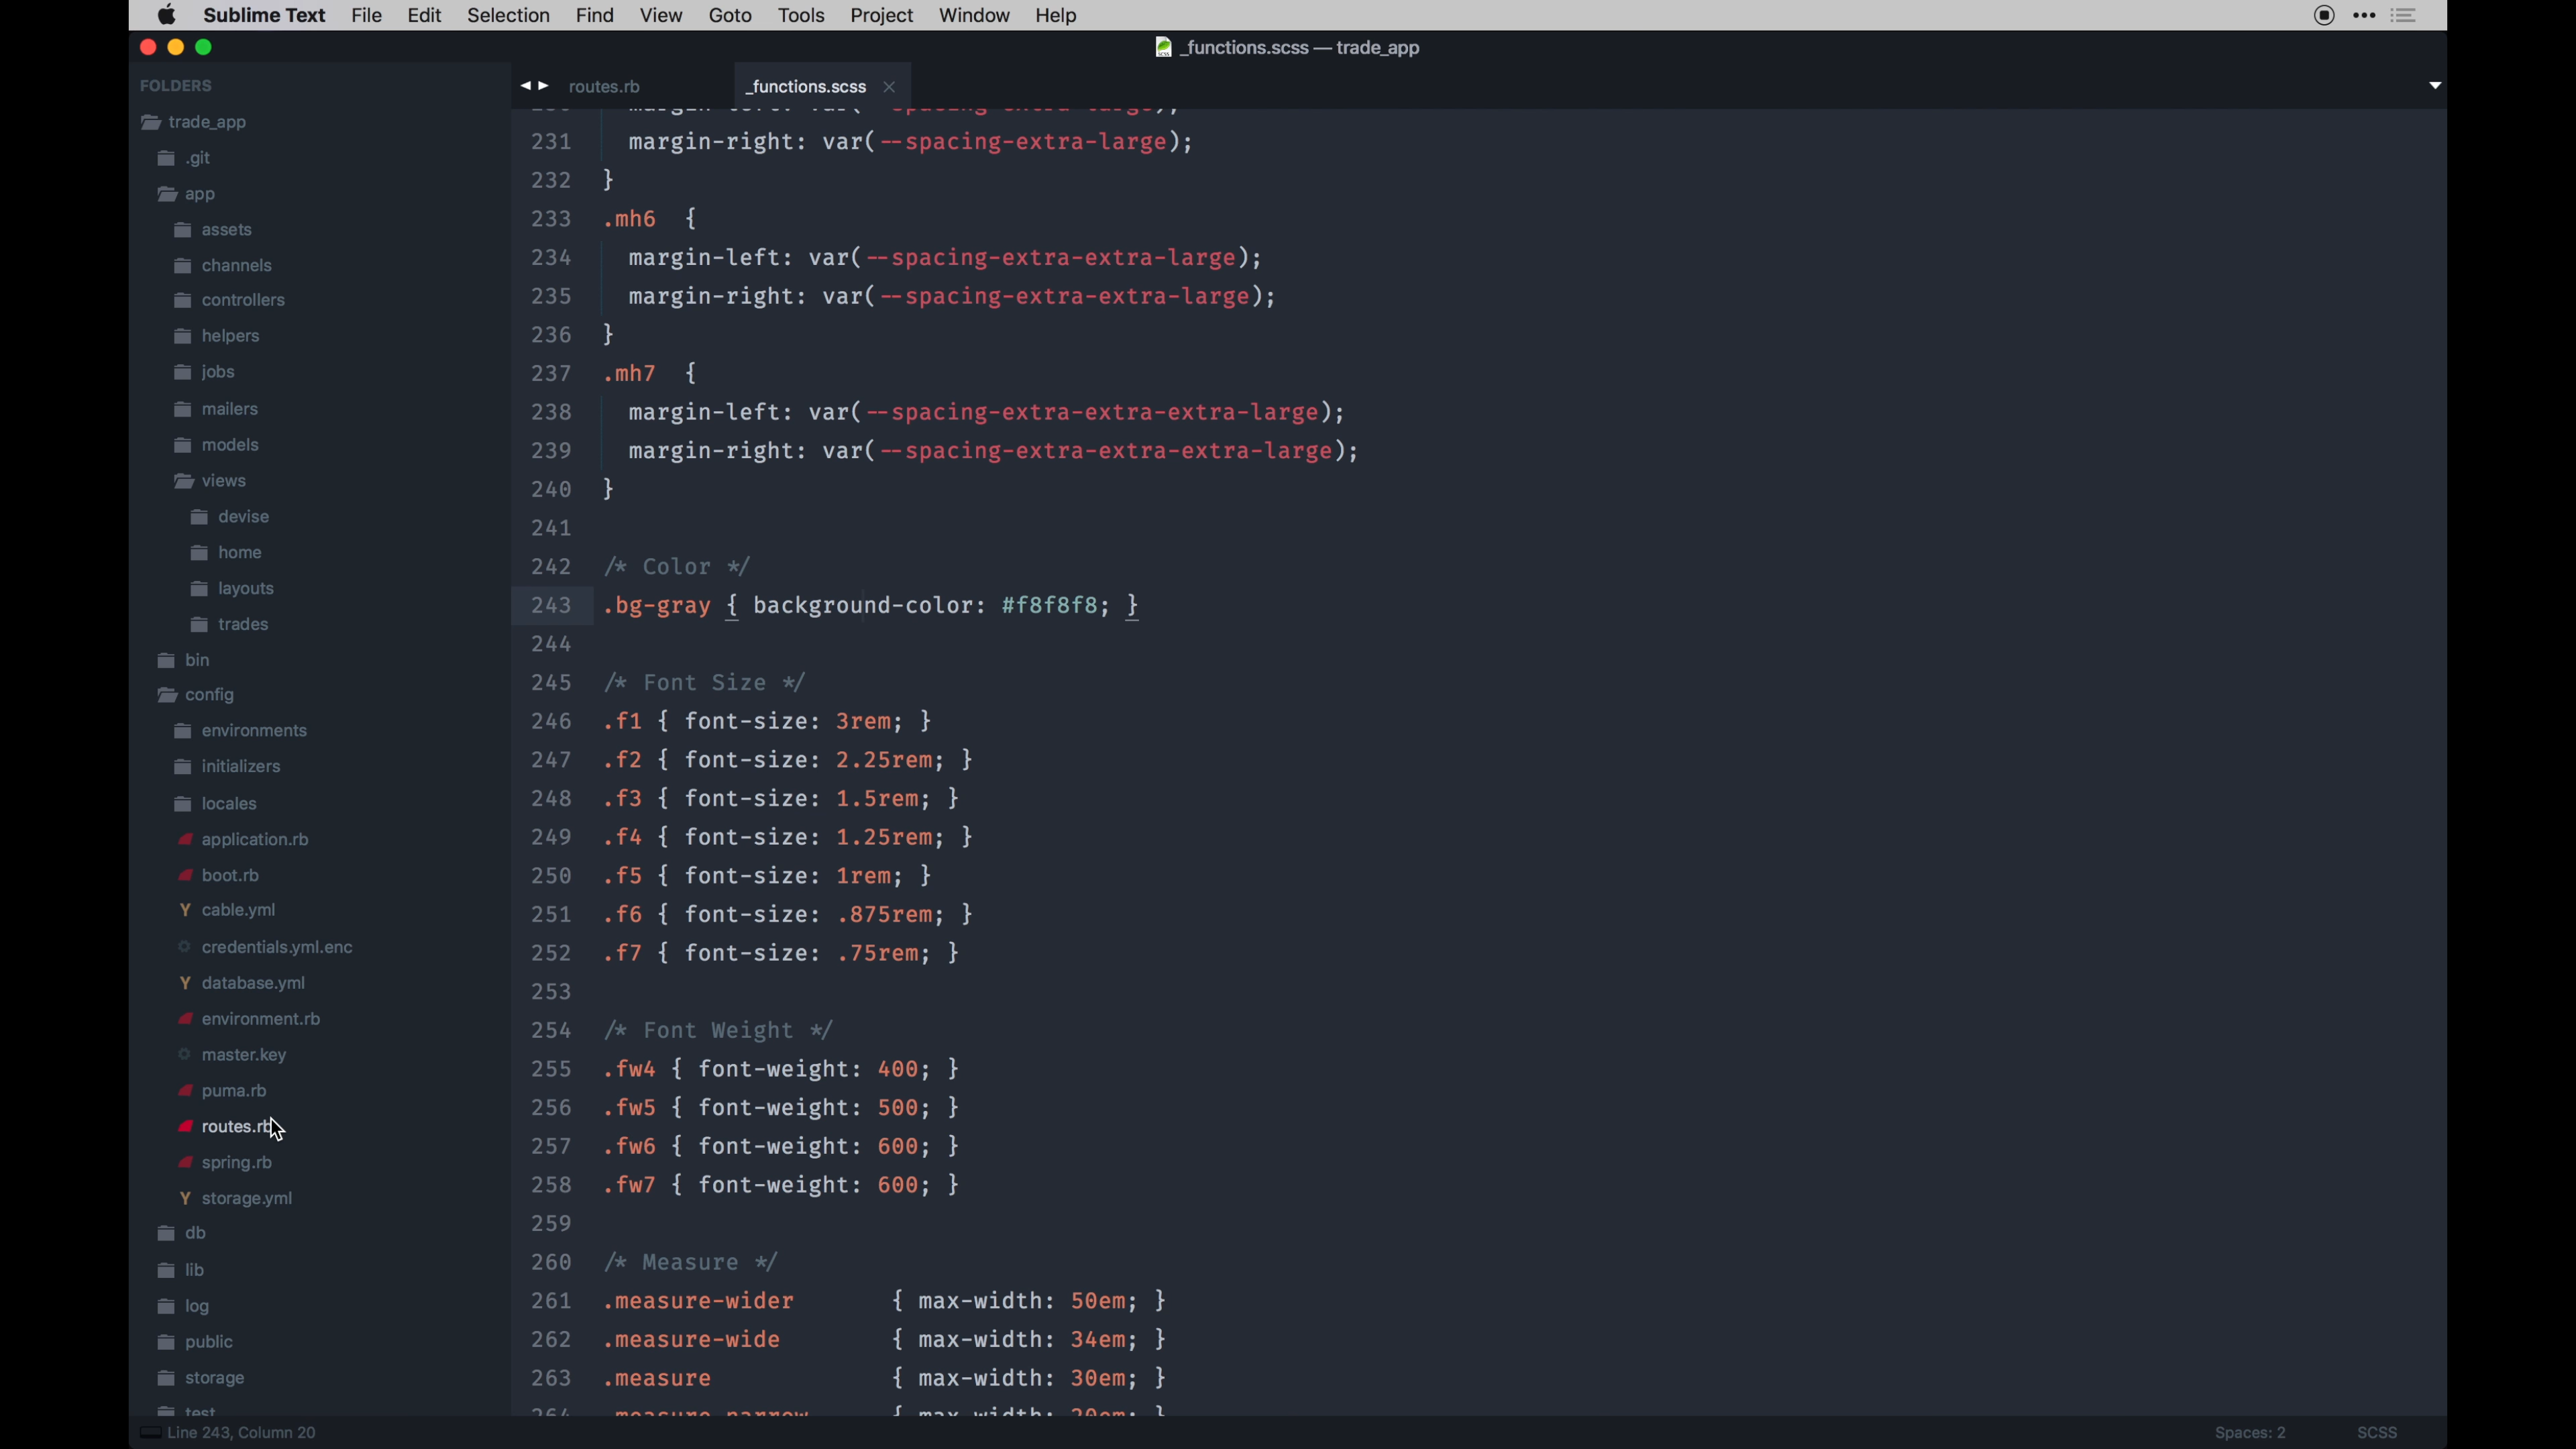 Sublime Text File Edit Selection Find View Goto Tools Project Window Help
_functions.scss — trade_app
FOLDERS
trade_app
.git
app
assets
channels
controllers
helpers
jobs
mailers
models
views
devise
home
layouts
trades
bin
config
environments
initializers
locales
application.rb
boot.rb
Y cable.yml
credentials.yml.enc
Y database.yml
environment.rb
master.key
puma.rb
routes.rb
spring.rb
Y storage.yml
db
lib
log
public
storage
test
routes.rb _functions.scss
231 margin-right: var(--spacing-extra-large);
232 }
233 .mh6 {
234 margin-left: var(--spacing-extra-extra-large);
235 margin-right: var(--spacing-extra-extra-large);
236 }
237 .mh7 {
238 margin-left: var(--spacing-extra-extra-extra-large);
239 margin-right: var(--spacing-extra-extra-extra-large);
240 }
241
242 /* Color */
243 .bg-gray { background-color: #f8f8f8; }
244
245 /* Font Size */
246 .f1 { font-size: 3rem; }
247 .f2 { font-size: 2.25rem; }
248 .f3 { font-size: 1.5rem; }
249 .f4 { font-size: 1.25rem; }
250 .f5 { font-size: 1rem; }
251 .f6 { font-size: .875rem; }
252 .f7 { font-size: .75rem; }
253
254 /* Font Weight */
255 .fw4 { font-weight: 400; }
256 .fw5 { font-weight: 500; }
257 .fw6 { font-weight: 600; }
258 .fw7 { font-weight: 600; }
259
260 /* Measure */
261 .measure-wider { max-width: 50em; }
262 .measure-wide { max-width: 34em; }
263 .measure { max-width: 30em; }
264 .measure-narrow { max-width: 20em; }
Line 243, Column 20
Spaces: 2 SCSS